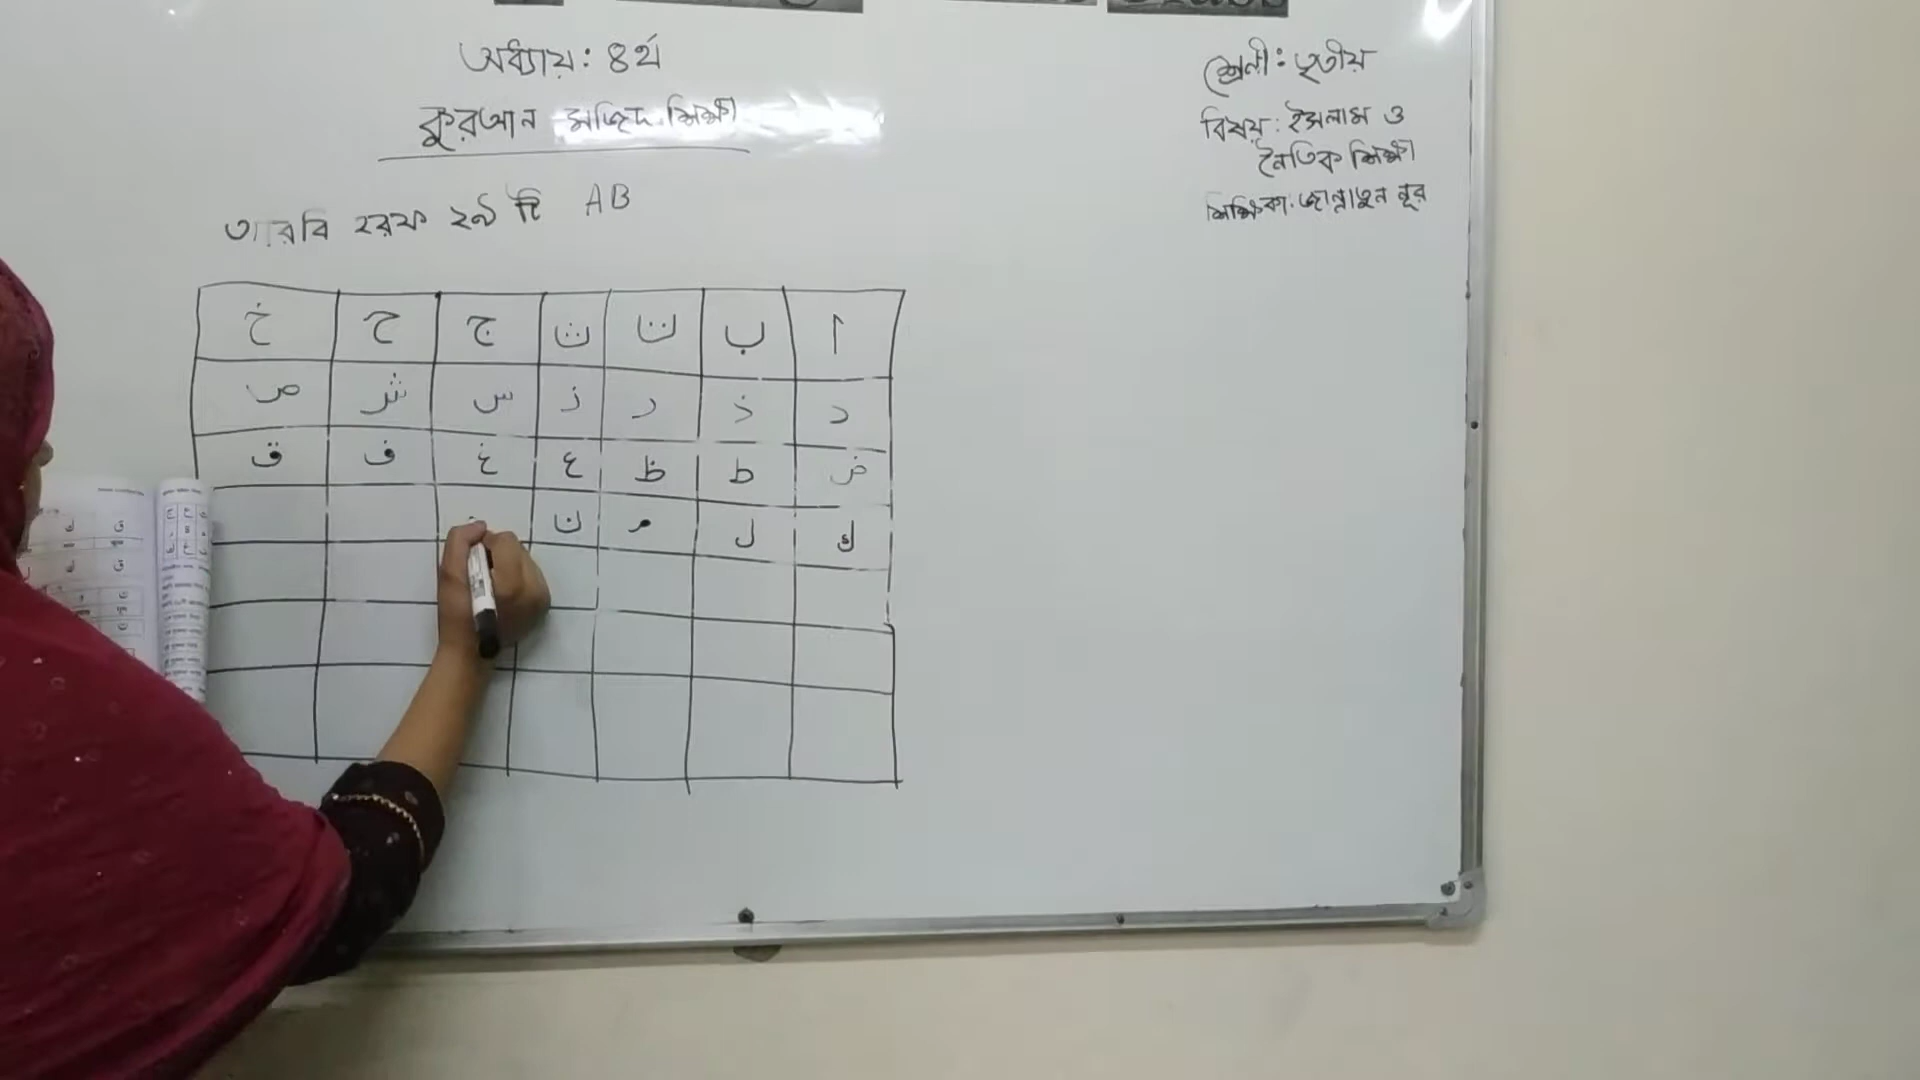 অধ্যায়: ৪র্থ
কুরআন মজিদ শিক্ষা
আরবি হরফ ২৯ টি AB
শ্রেণী: তৃতীয়
বিষয়: ইসলাম ও
নৈতিক শিক্ষা
শিক্ষিকা: জান্নাতুন নূর
ا ب ت ث ج ح خ
د ذ ر ز س ش ص
ض ط ظ ع غ ف ق
ك ل م ن